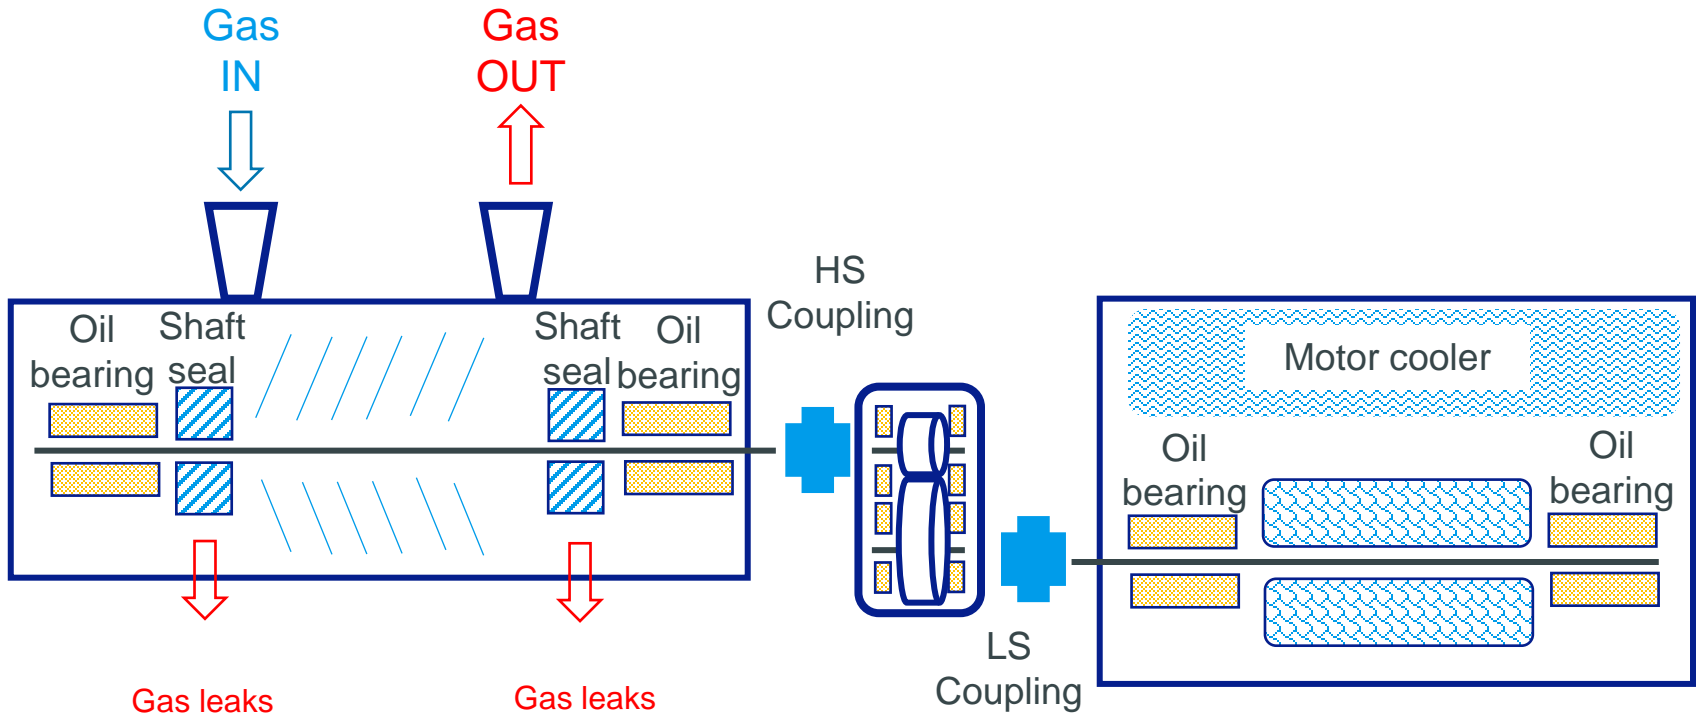 Gas
IN
Gas
OUT
HS
Coupling
Oil
bearing
Shaft
seal
Shaft
seal
Oil
bearing
Motor cooler
Oil
bearing
Oil
bearing
LS
Coupling
Gas leaks
Gas leaks